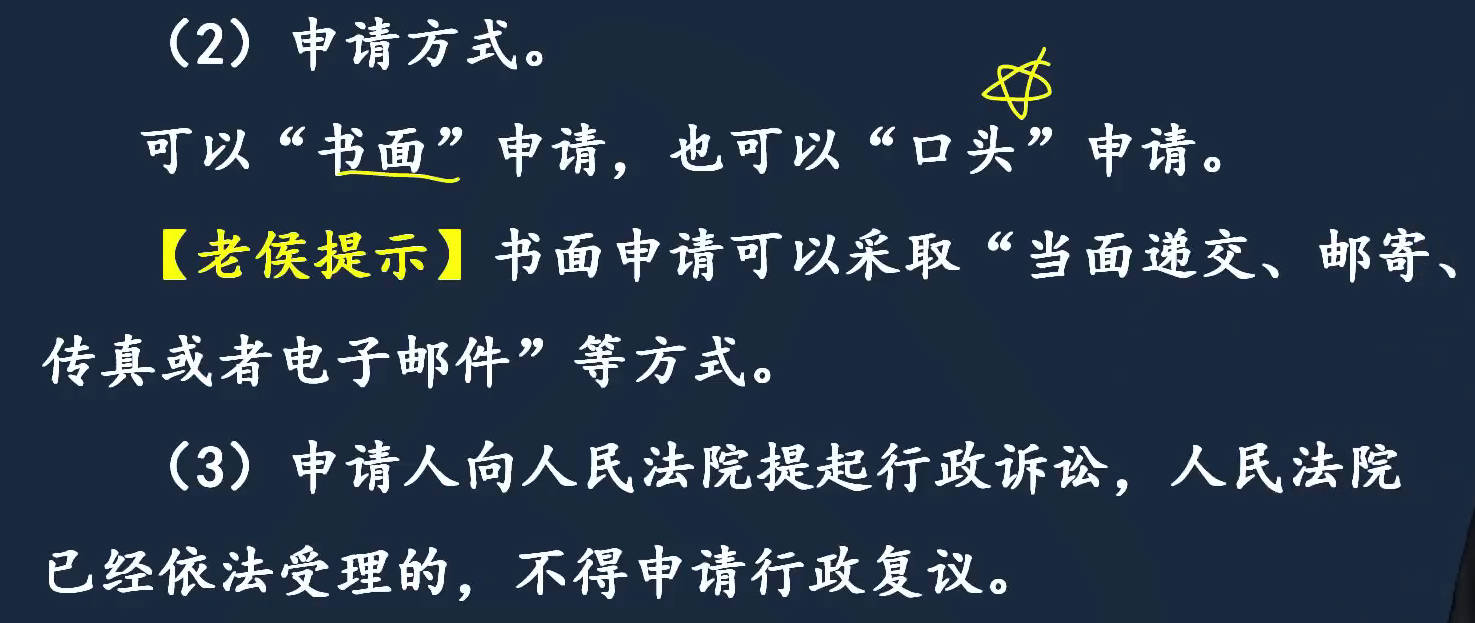 （2）申请方式。
可以“书面”申请，也可以“口头”申请。
【老侯提示】书面申请可以采取“当面递交、邮寄、
传真或者电子邮件”等方式。
（3）申请人向人民法院提起行政诉讼，人民法院
已经依法受理的，不得申请行政复议。